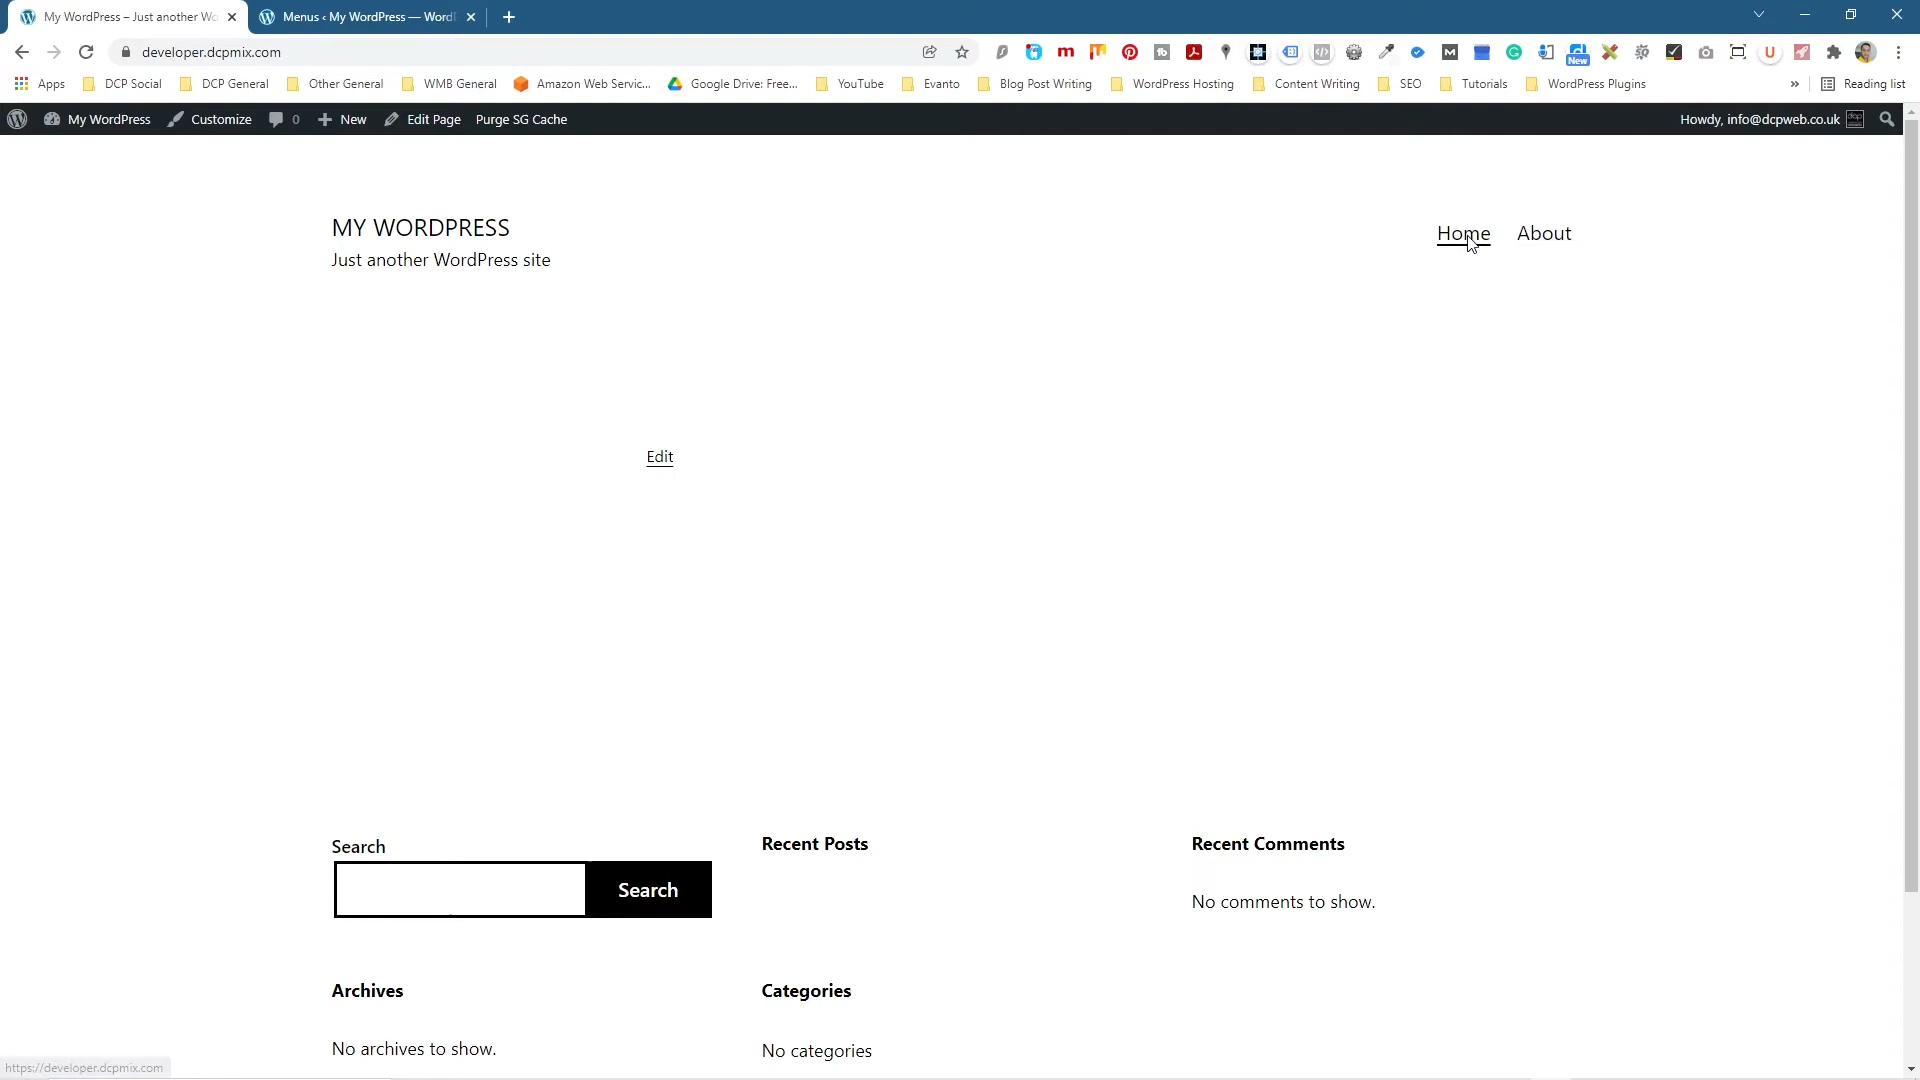 My WordPress – Just another Wo
Menus ‹ My WordPress — WordP
developer.dcpmix.com
New
Apps
DCP Social
DCP General
Other General
WMB General
Amazon Web Servic...
Google Drive: Free...
YouTube
Evanto
Blog Post Writing
WordPress Hosting
Content Writing
SEO
Tutorials
WordPress Plugins
»
Reading list
My WordPress
Customize
0
New
Edit Page
Purge SG Cache
Howdy, info@dcpweb.co.uk
MY WORDPRESS
Just another WordPress site
Home
About
Edit
Search
Search
Recent Posts
Recent Comments
No comments to show.
Archives
No archives to show.
Categories
No categories
https://developer.dcpmix.com